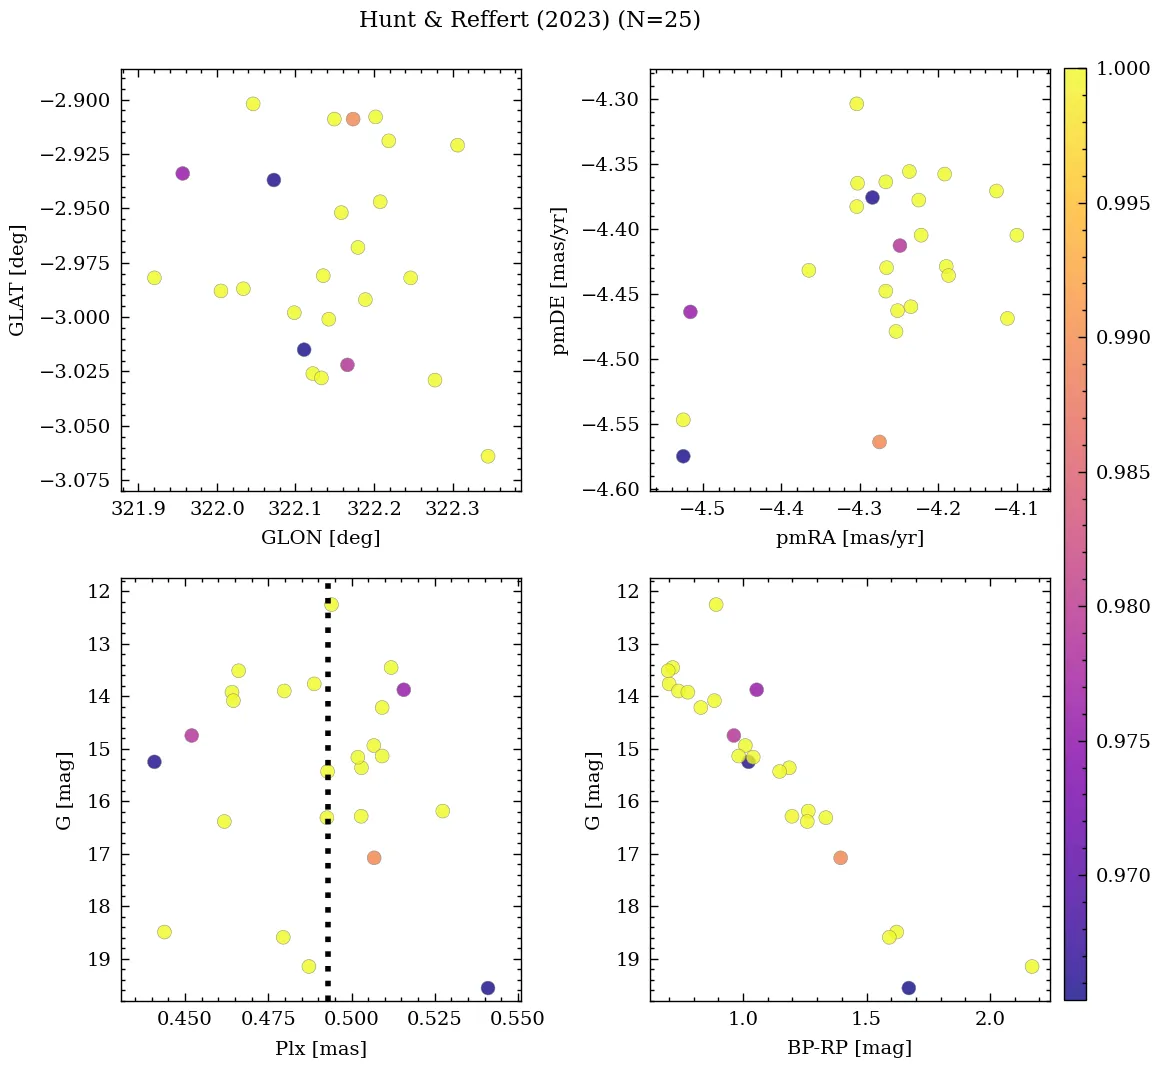 Hunt & Reffert (2023) (N=25)
−2.900
−2.925
−2.950
−2.975
−3.000
−3.025
−3.050
−3.075
GLAT [deg]
321.9 322.0 322.1 322.2 322.3
GLON [deg]
−4.30
−4.35
−4.40
−4.45
−4.50
−4.55
−4.60
pmDE [mas/yr]
−4.5 −4.4 −4.3 −4.2 −4.1
pmRA [mas/yr]
1.000
0.995
0.990
0.985
0.980
0.975
0.970
12
13
14
15
16
17
18
19
G [mag]
0.450 0.475 0.500 0.525 0.550
Plx [mas]
12
13
14
15
16
17
18
19
G [mag]
1.0 1.5 2.0
BP-RP [mag]